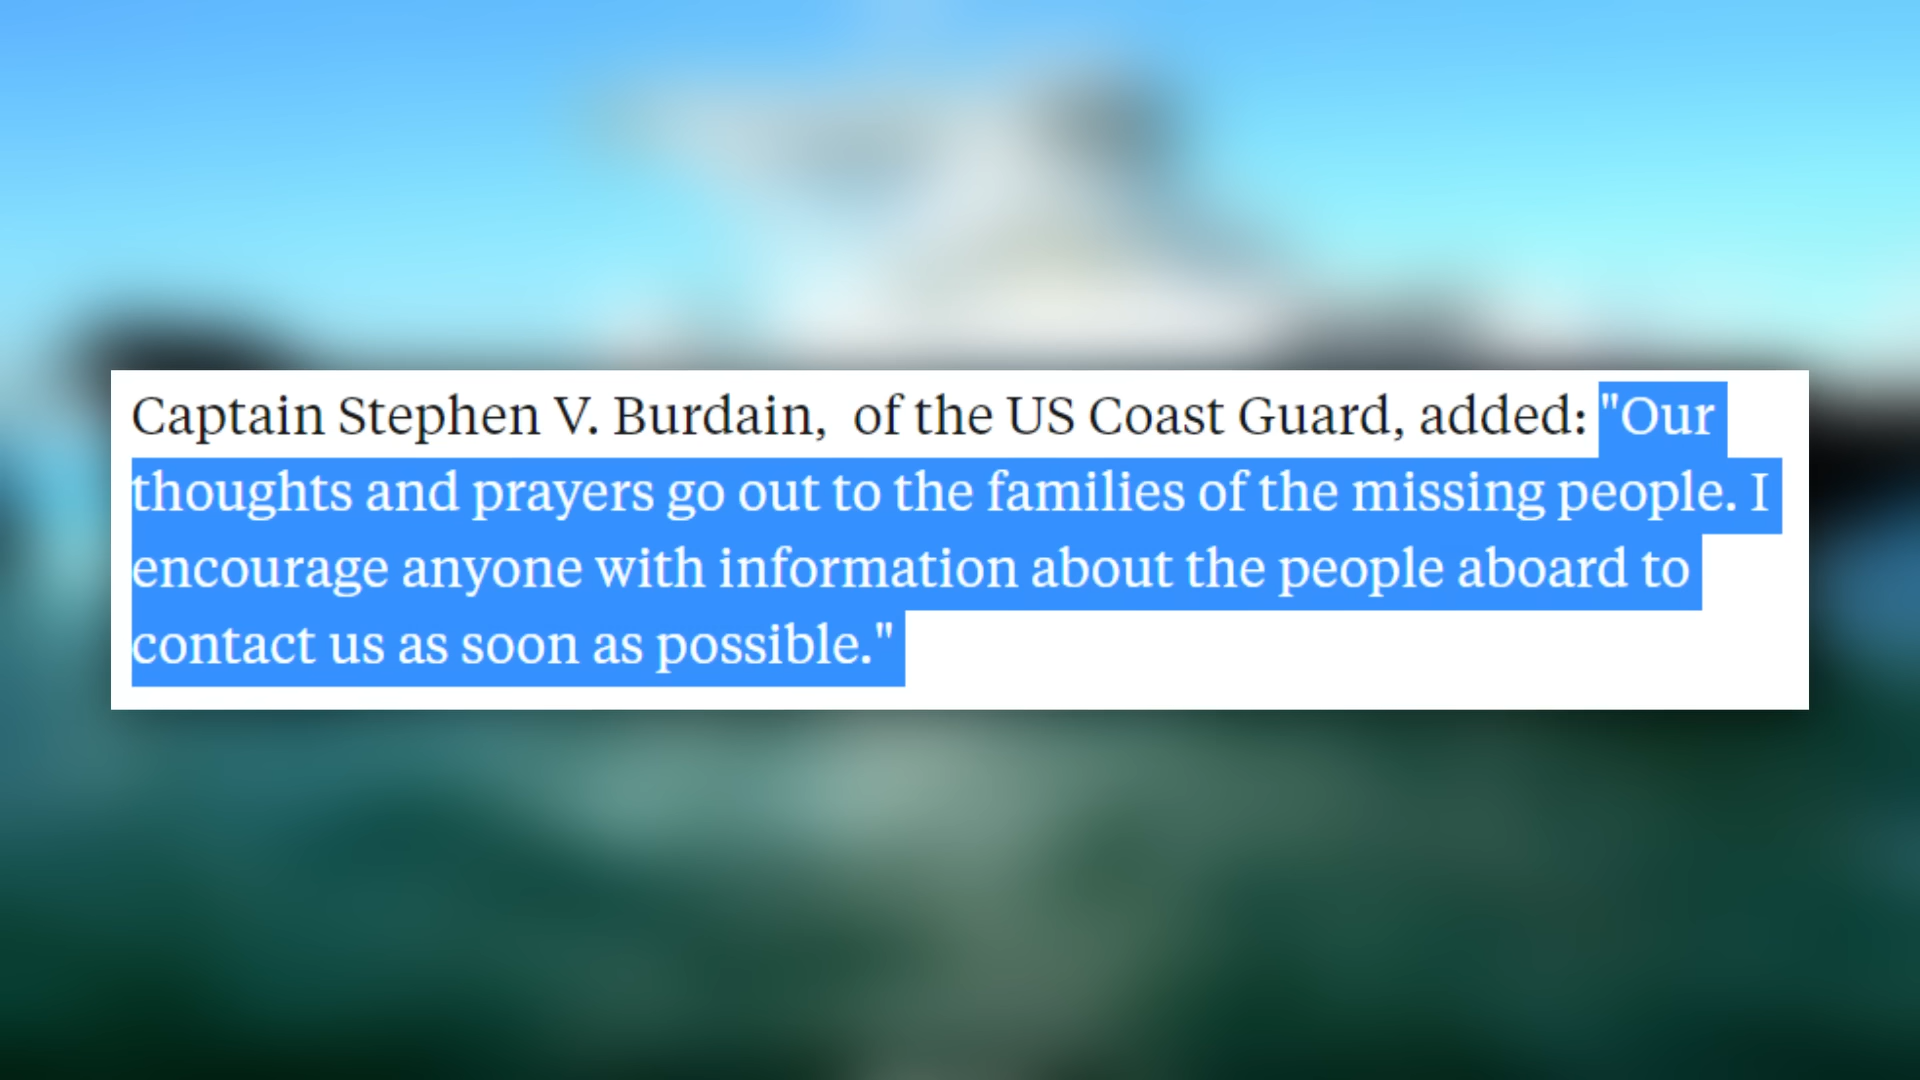 Captain Stephen V. Burdain,  of the US Coast Guard, added: "Our
thoughts and prayers go out to the families of the missing people. I
encourage anyone with information about the people aboard to
contact us as soon as possible."